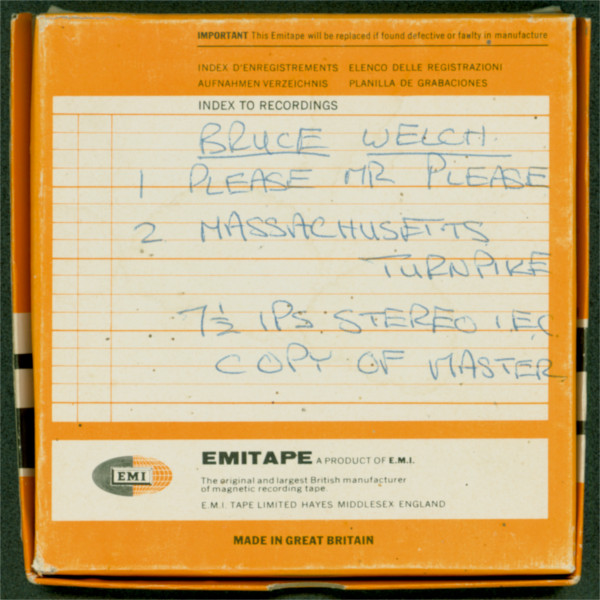 IMPORTANT This Emitape will be replaced if found defective or faulty in manufacture
INDEX D'ENREGISTREMENTS ELENCO DELLE REGISTRAZIONI
AUFNAHMEN VERZEICHNIS PLANILLA DE GRABACIONES
INDEX TO RECORDINGS
BRUCE WELCH
1 PLEASE MR PLEASE
2 MASSACHUSETTS
TURNPIKE
7½ IPS STEREO I.E.C
COPY OF MASTER
EMI
EMITAPE A PRODUCT OF E.M.I.
The original and largest British manufacturer
of magnetic recording tape.
E.M.I. TAPE LIMITED HAYES MIDDLESEX ENGLAND
MADE IN GREAT BRITAIN